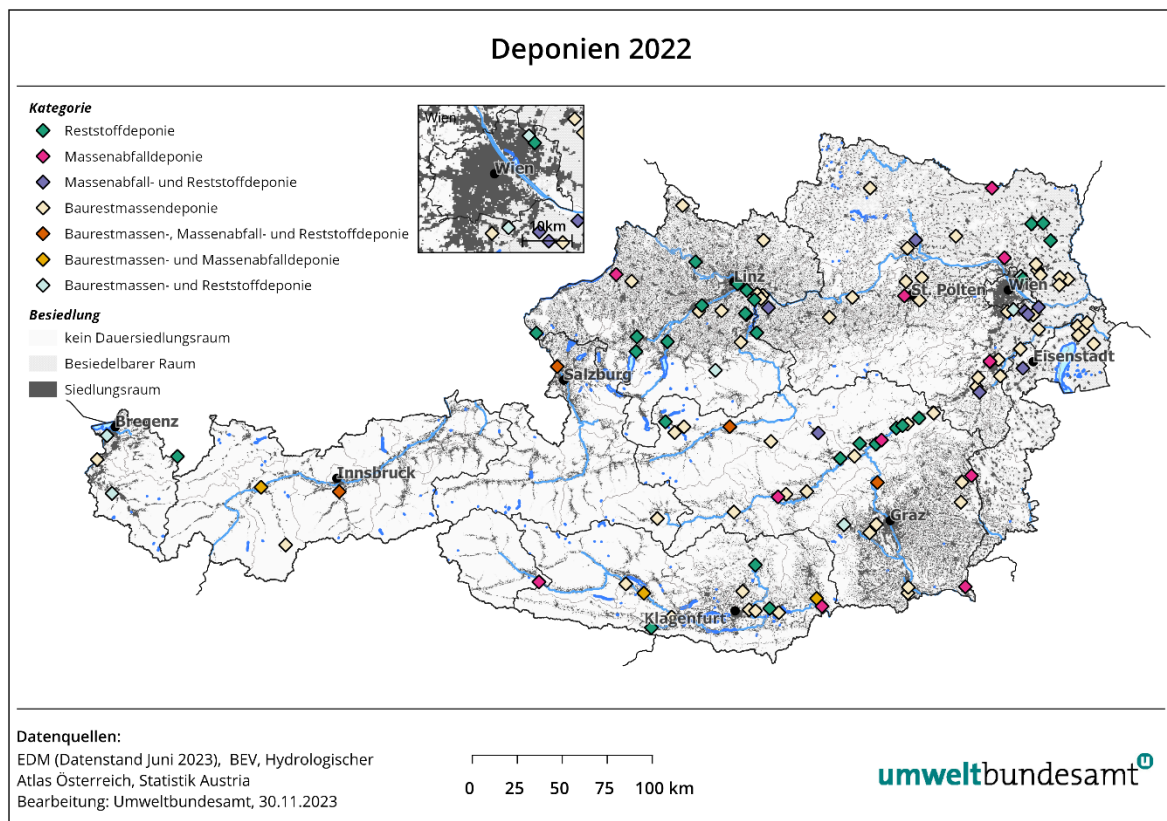 Deponien 2022
Kategorie
Reststoffdeponie
Massenabfalldeponie
Massenabfall- und Reststoffdeponie
Baurestmassendeponie
Baurestmassen-, Massenabfall- und Reststoffdeponie
Baurestmassen- und Massenabfalldeponie
Baurestmassen- und Reststoffdeponie
Besiedlung
kein Dauersiedlungsraum
Besiedelbarer Raum
Siedlungsraum
Wien
Wien
10km
Linz
St. Pölten
Wien
Eisenstadt
Salzburg
Bregenz
Innsbruck
Graz
Klagenfurt
Datenquellen:
EDM (Datenstand Juni 2023), BEV, Hydrologischer
Atlas Österreich, Statistik Austria
Bearbeitung: Umweltbundesamt, 30.11.2023
0 25 50 75 100 km
umweltbundesamt u